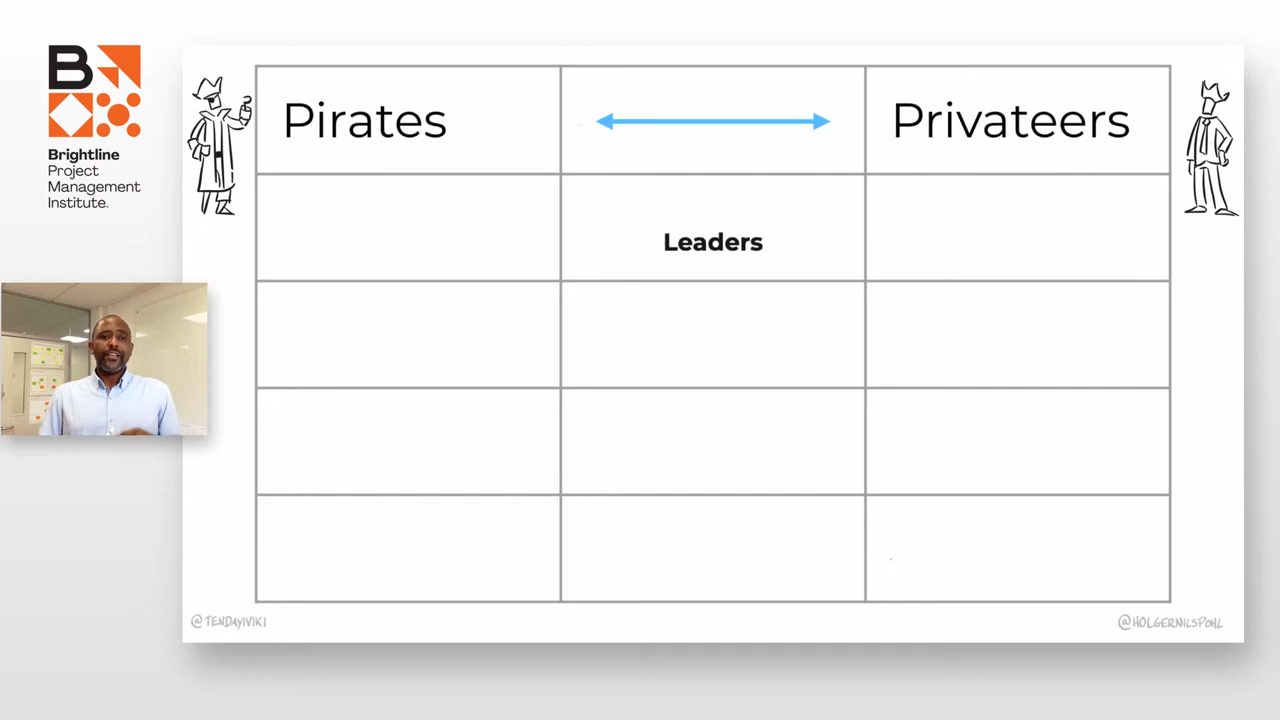 B
Brightline
Project
Management
Institute.
Pirates
Privateers
Leaders
@TENDAYIVIKI
@HOLGERNILSPOHL